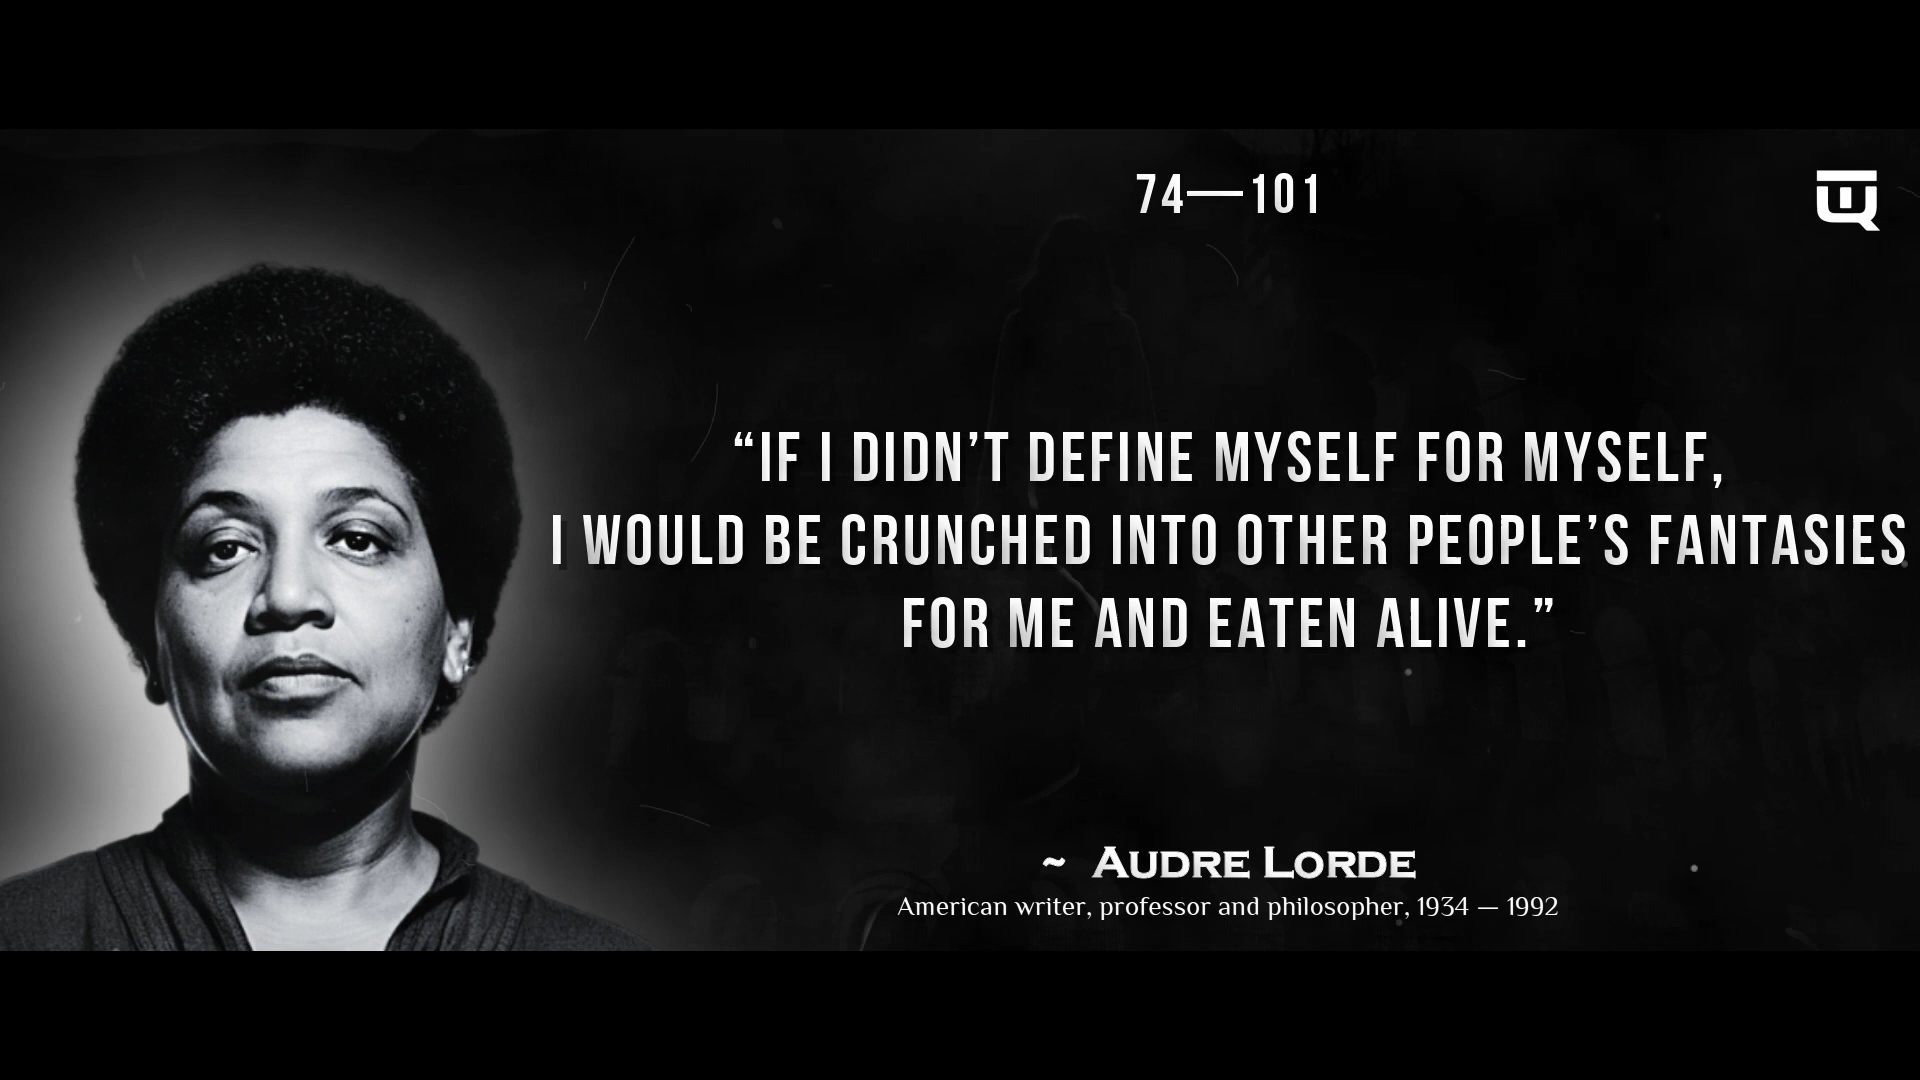 74—101
“IF I DIDN’T DEFINE MYSELF FOR MYSELF,
I WOULD BE CRUNCHED INTO OTHER PEOPLE’S FANTASIES
FOR ME AND EATEN ALIVE.”
~ AUDRE LORDE
American writer, professor and philosopher, 1934 — 1992